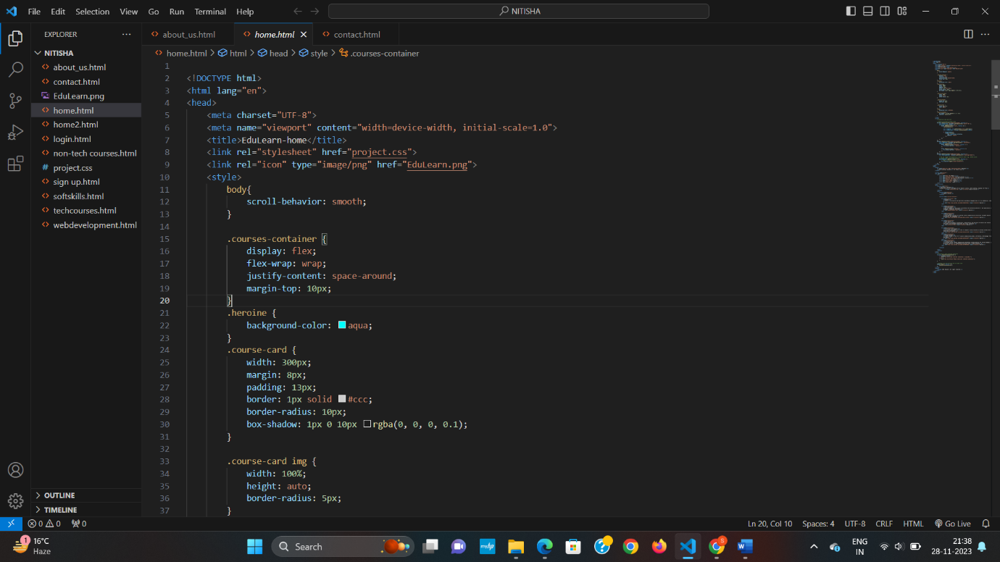 File Edit Selection View Go Run Terminal Help
NITISHA
EXPLORER
NITISHA
about_us.html
contact.html
EduLearn.png
home.html
home2.html
login.html
non-tech courses.html
project.css
sign up.html
softskills.html
techcourses.html
webdevelopment.html
OUTLINE
TIMELINE
about_us.html home.html contact.html
home.html > html > head > style > .courses-container
1
2 <!DOCTYPE html>
3 <html lang="en">
4 <head>
5 <meta charset="UTF-8">
6 <meta name="viewport" content="width=device-width, initial-scale=1.0">
7 <title>EduLearn-home</title>
8 <link rel="stylesheet" href="project.css">
9 <link rel="icon" type="image/png" href="EduLearn.png">
10 <style>
11 body{
12 scroll-behavior: smooth;
13 }
14
15 .courses-container {
16 display: flex;
17 flex-wrap: wrap;
18 justify-content: space-around;
19 margin-top: 10px;
20 }
21 .heroine {
22 background-color: aqua;
23 }
24 .course-card {
25 width: 300px;
26 margin: 8px;
27 padding: 13px;
28 border: 1px solid #ccc;
29 border-radius: 10px;
30 box-shadow: 1px 0 10px rgba(0, 0, 0, 0.1);
31 }
32
33 .course-card img {
34 width: 100%;
35 height: auto;
36 border-radius: 5px;
37 }
0 0 0 Ln 20, Col 10 Spaces: 4 UTF-8 CRLF HTML Go Live
1 16°C
Haze
Search
myhp
S
ENG
IN
21:38
28-11-2023